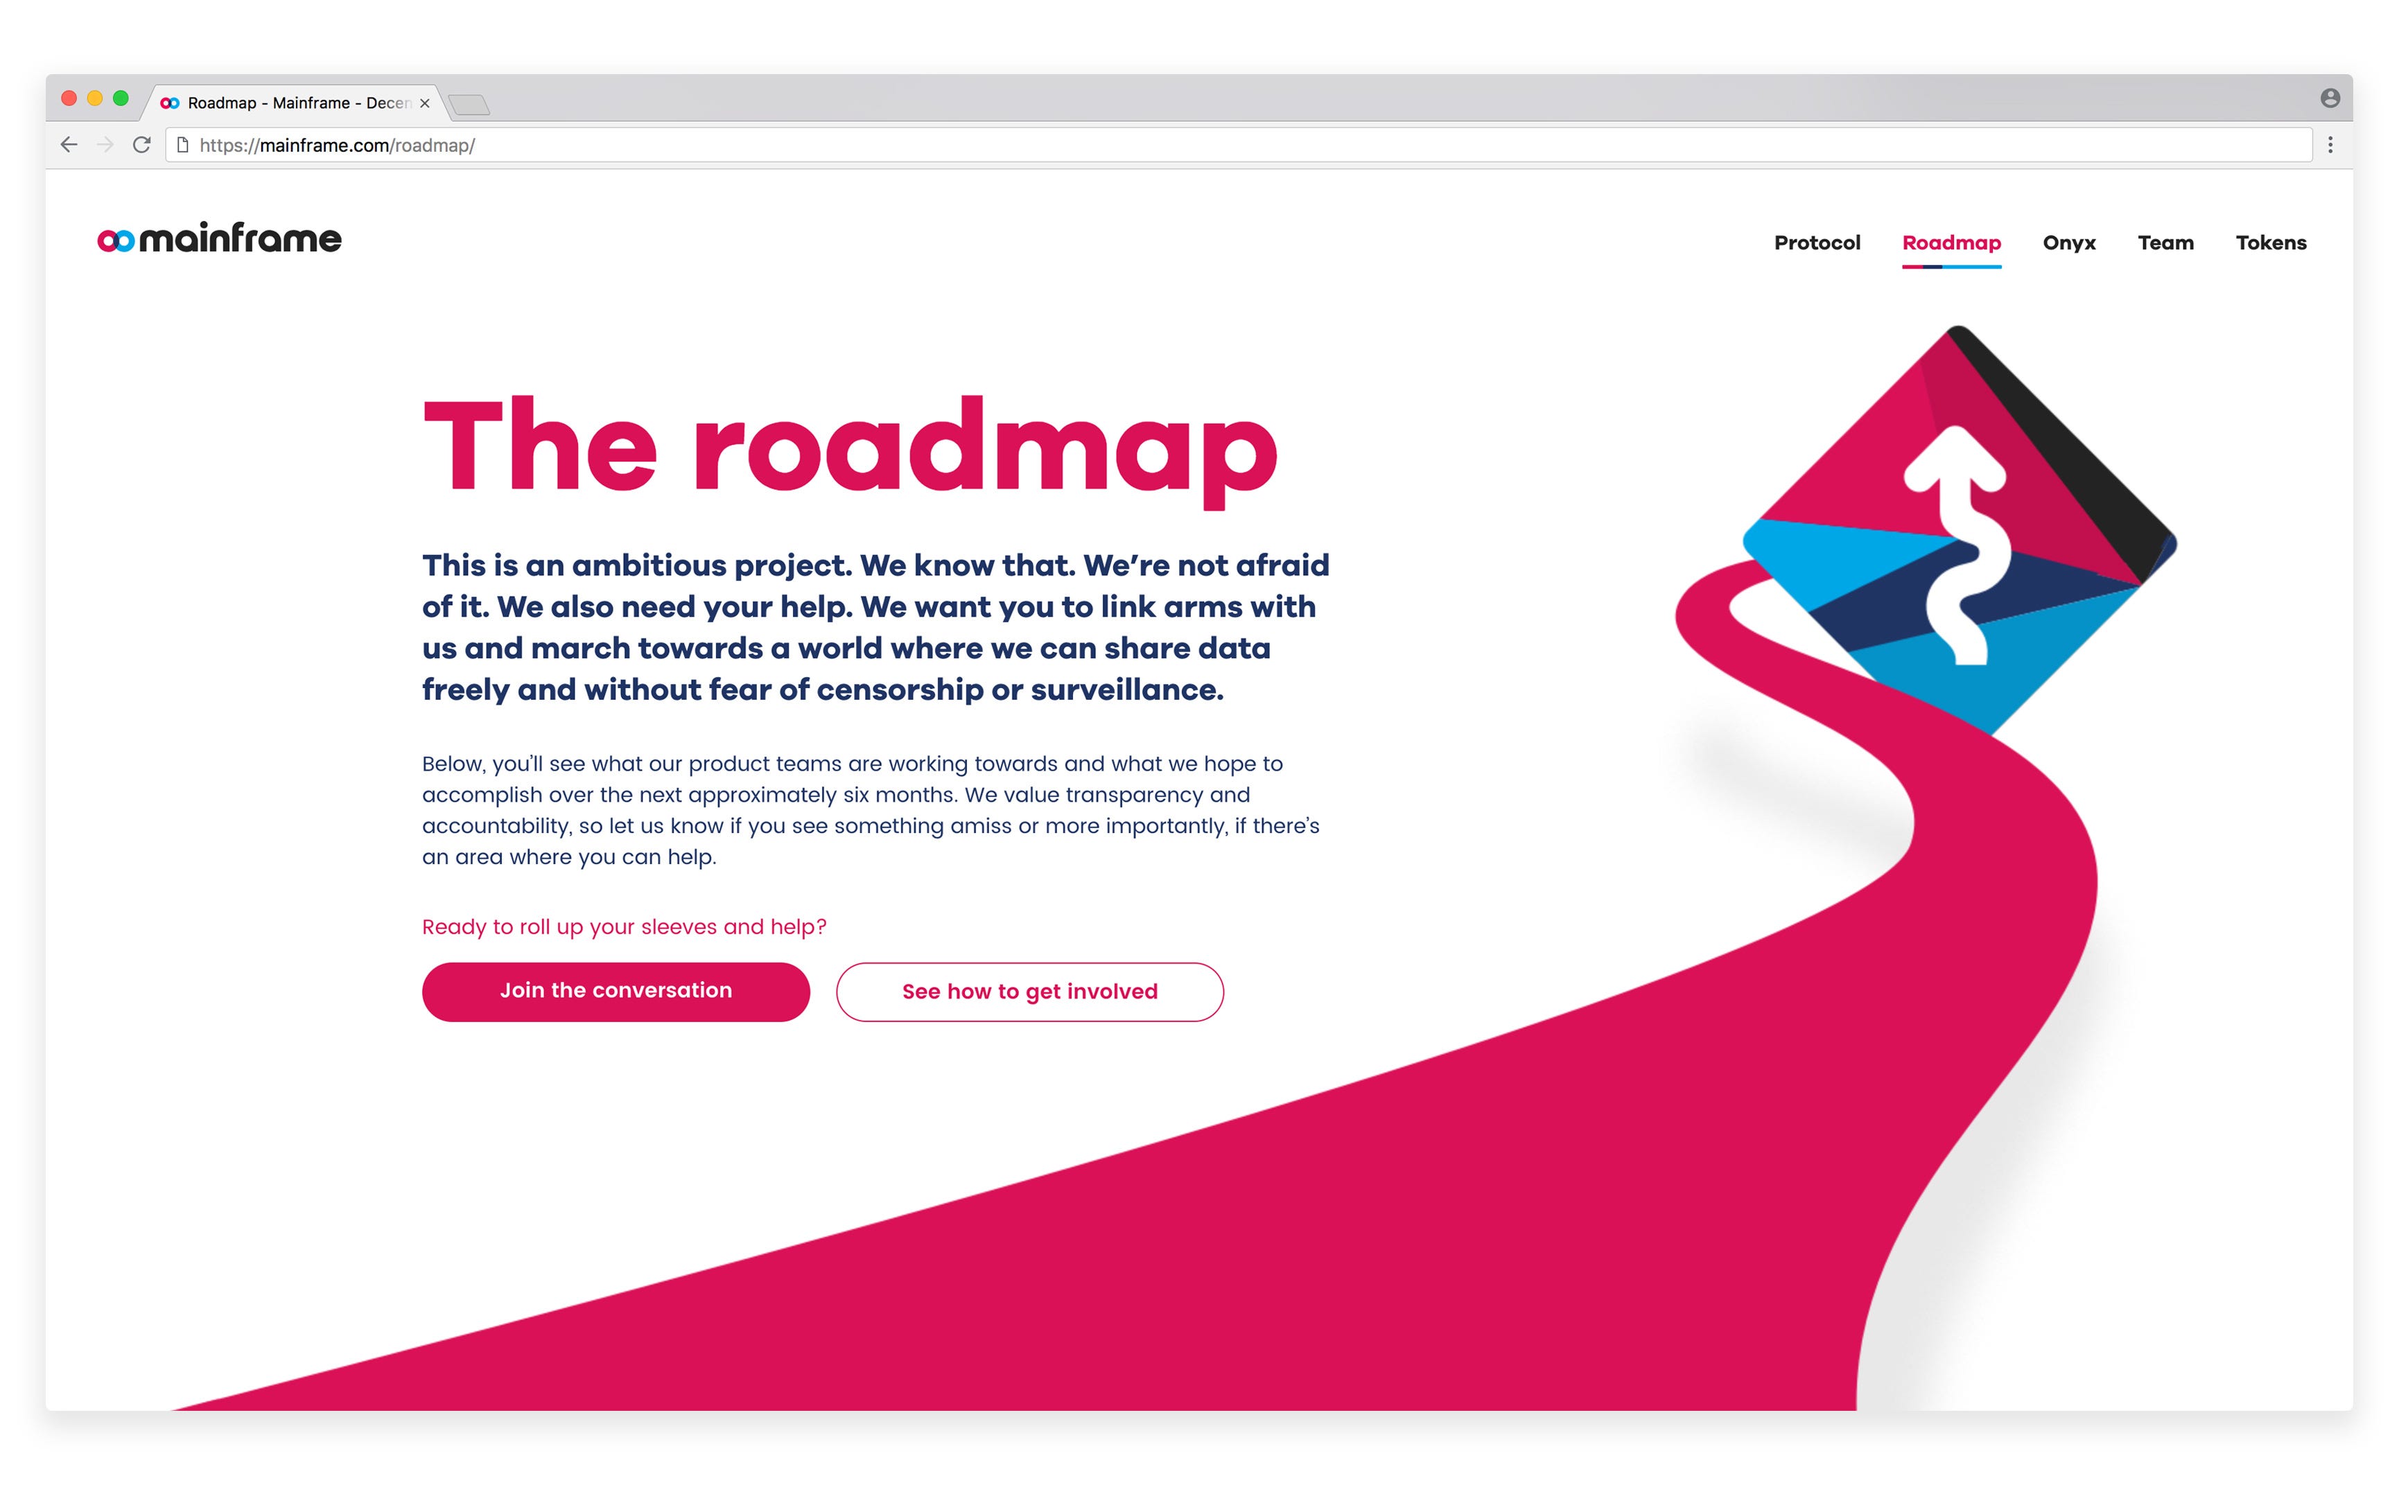 Roadmap - Mainframe - Decen
https://mainframe.com/roadmap/
mainframe
Protocol Roadmap Onyx Team Tokens
The roadmap
This is an ambitious project. We know that. We’re not afraid
of it. We also need your help. We want you to link arms with
us and march towards a world where we can share data
freely and without fear of censorship or surveillance.
Below, you’ll see what our product teams are working towards and what we hope to
accomplish over the next approximately six months. We value transparency and
accountability, so let us know if you see something amiss or more importantly, if there’s
an area where you can help.
Ready to roll up your sleeves and help?
Join the conversation See how to get involved